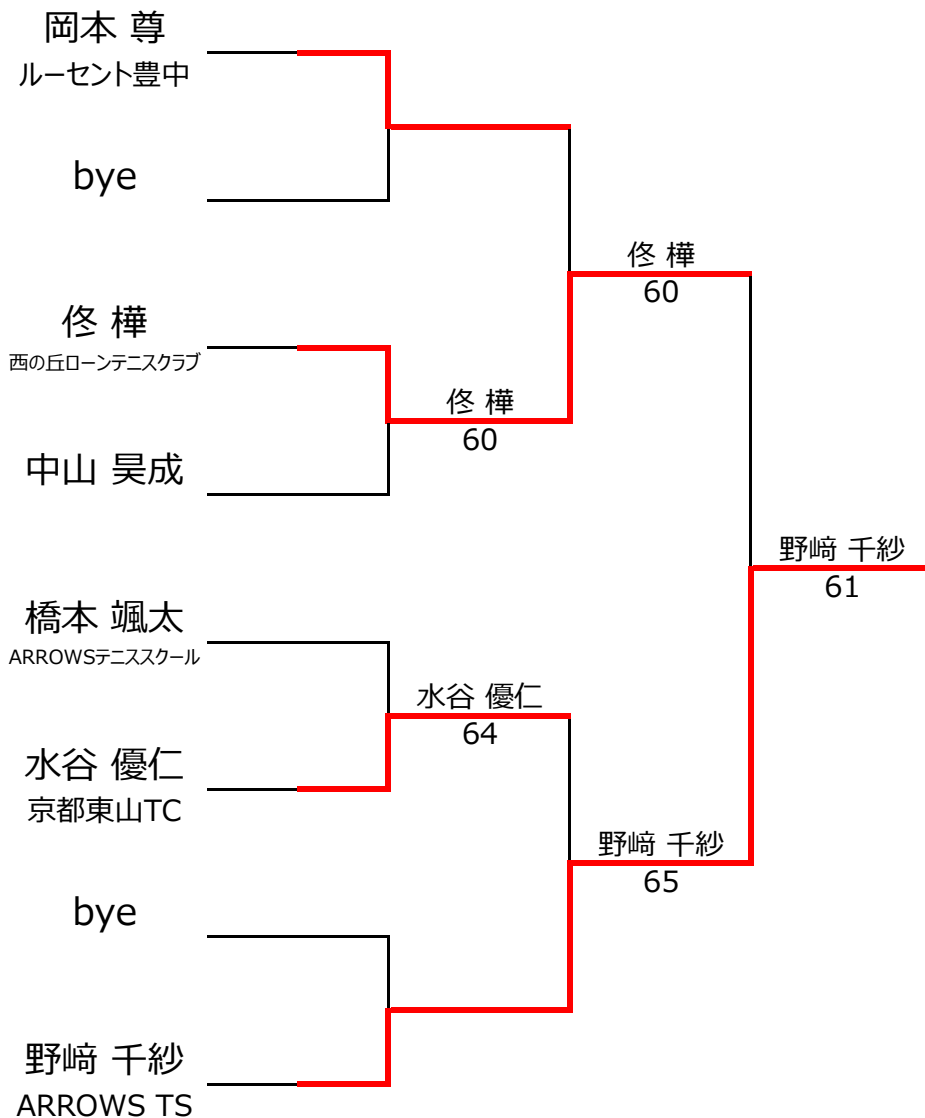 岡本 尊
ルーセント豊中
bye
佟 樺
60
佟 樺
西の丘ローンテニスクラブ
佟 樺
60
中山 昊成
野﨑 千紗
61
橋本 颯太
ARROWSテニススクール
水谷 優仁
64
水谷 優仁
京都東山TC
野﨑 千紗
65
bye
野﨑 千紗
ARROWS TS